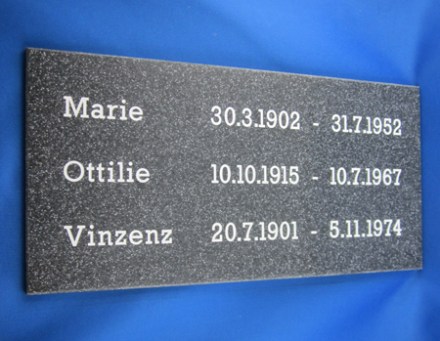 Marie 30.3.1902 - 31.7.1952
Ottilie 10.10.1915 - 10.7.1967
Vinzenz 20.7.1901 - 5.11.1974